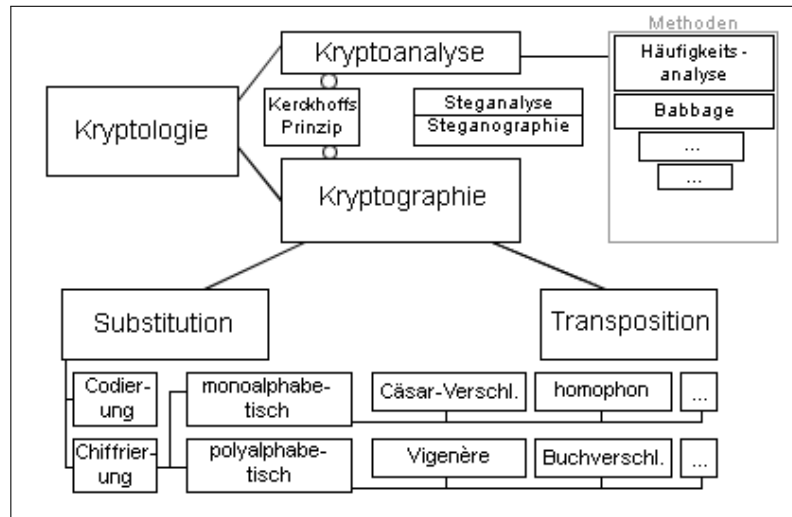 Methoden
Kryptoanalyse
Häufigkeits-
analyse
Kryptologie
Kerckhoffs
Prinzip
Steganalyse
Steganographie
Babbage
...
...
Kryptographie
Substitution
Transposition
Codier-
ung
monoalphabe-
tisch
Cäsar-Verschl.
homophon
...
Chiffrier-
ung
polyalphabe-
tisch
Vigenère
Buchverschl.
...